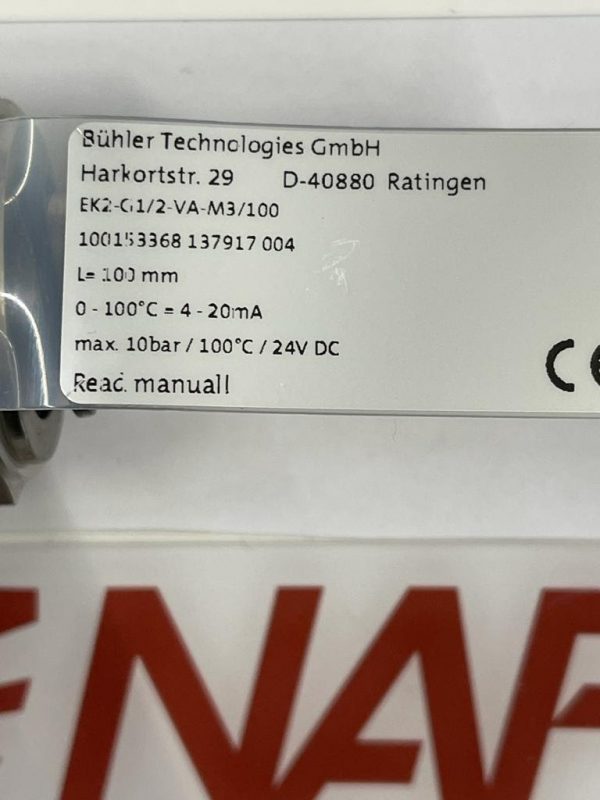 Bühler Technologies GmbH
Harkortstr. 29 D-40880 Ratingen
EK2-G1/2-VA-M3/100
100153368 137917 004
L= 100 mm
0 - 100°C = 4 - 20mA
max. 10bar / 100°C / 24V DC
Read manual!
CE
NAF